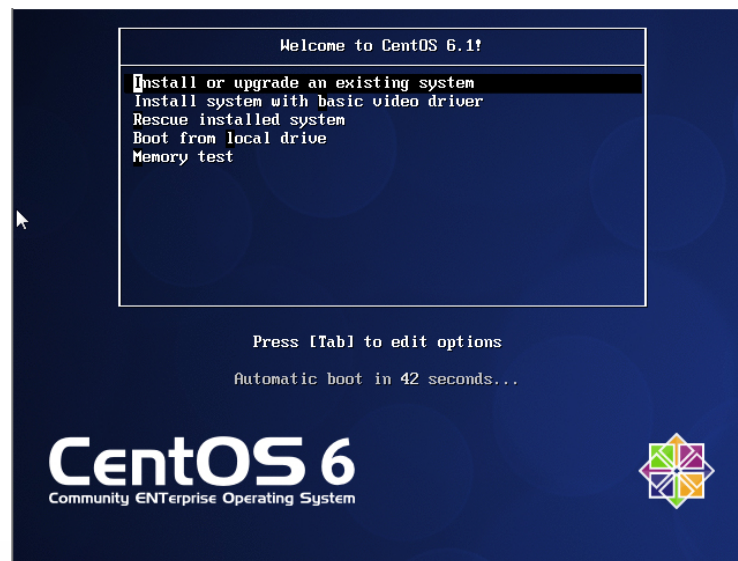 Welcome to CentOS 6.1!
Install or upgrade an existing system
Install system with basic video driver
Rescue installed system
Boot from local drive
Memory test
Press [Tab] to edit options
Automatic boot in 42 seconds...
CentOS 6
Community ENTerprise Operating System